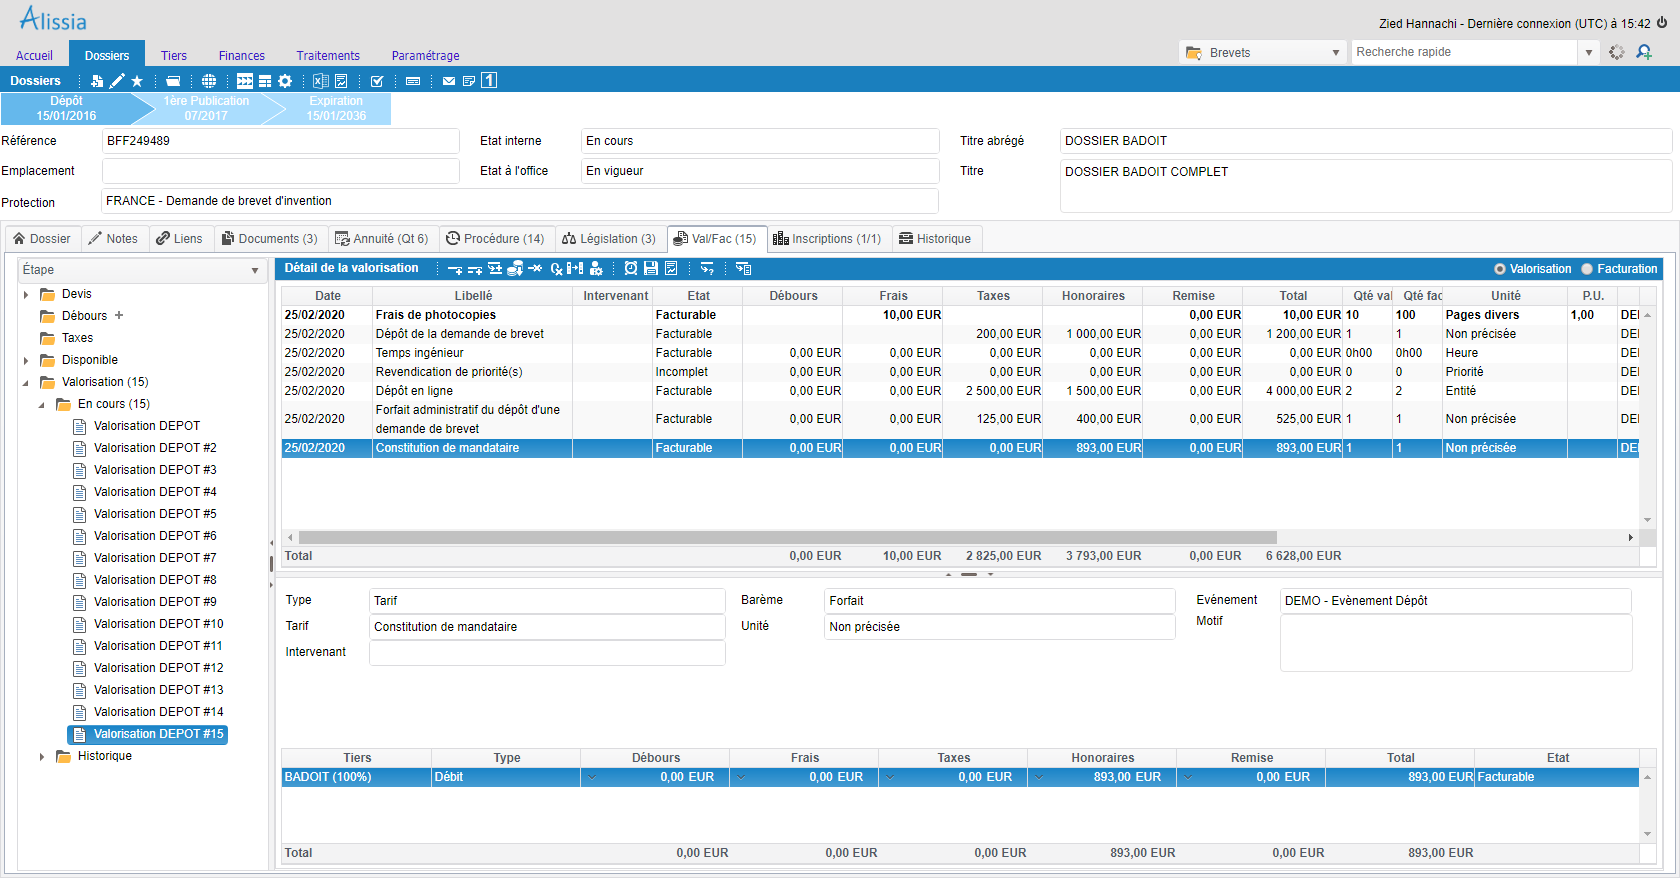 Alissia
Zied Hannachi - Dernière connexion (UTC) à 15:42
Accueil Dossiers Tiers Finances Traitements Paramétrage
Brevets Recherche rapide
Dossiers 1
Dépôt 1ère Publication Expiration
15/01/2016 07/2017 15/01/2036
Référence BFF249489 Etat interne En cours Titre abrégé DOSSIER BADOIT
Emplacement Etat à l'office En vigueur Titre DOSSIER BADOIT COMPLET
Protection FRANCE - Demande de brevet d'invention
Dossier Notes Liens Documents (3) Annuité (Qt 6) Procédure (14) Législation (3) Val/Fac (15) Inscriptions (1/1) Historique
Étape
Devis
Débours +
Taxes
Disponible
Valorisation (15)
En cours (15)
Valorisation DEPOT
Valorisation DEPOT #2
Valorisation DEPOT #3
Valorisation DEPOT #4
Valorisation DEPOT #5
Valorisation DEPOT #6
Valorisation DEPOT #7
Valorisation DEPOT #8
Valorisation DEPOT #9
Valorisation DEPOT #10
Valorisation DEPOT #11
Valorisation DEPOT #12
Valorisation DEPOT #13
Valorisation DEPOT #14
Valorisation DEPOT #15
Historique
Détail de la valorisation Valorisation Facturation
Date Libellé Intervenant Etat Débours Frais Taxes Honoraires Remise Total Qté val Qté fac Unité P.U.
25/02/2020 Frais de photocopies Facturable 10,00 EUR 0,00 EUR 10,00 EUR 10 100 Pages divers 1,00 DEI
25/02/2020 Dépôt de la demande de brevet Facturable 200,00 EUR 1 000,00 EUR 1 200,00 EUR 1 1 Non précisée DEI
25/02/2020 Temps ingénieur Facturable 0,00 EUR 0,00 EUR 0,00 EUR 0,00 EUR 0,00 EUR 0,00 EUR 0h00 0h00 Heure DEI
25/02/2020 Revendication de priorité(s) Incomplet 0,00 EUR 0,00 EUR 0,00 EUR 0,00 EUR 0,00 EUR 0,00 EUR 0 0 Priorité DEI
25/02/2020 Dépôt en ligne Facturable 0,00 EUR 0,00 EUR 2 500,00 EUR 1 500,00 EUR 0,00 EUR 4 000,00 EUR 2 2 Entité DEI
25/02/2020 Forfait administratif du dépôt d'une Facturable 0,00 EUR 0,00 EUR 125,00 EUR 400,00 EUR 0,00 EUR 525,00 EUR 1 1 Non précisée DEI
demande de brevet
25/02/2020 Constitution de mandataire Facturable 0,00 EUR 0,00 EUR 0,00 EUR 893,00 EUR 0,00 EUR 893,00 EUR 1 1 Non précisée DEI
Total 0,00 EUR 10,00 EUR 2 825,00 EUR 3 793,00 EUR 0,00 EUR 6 628,00 EUR
Type Tarif Barème Forfait Evénement DEMO - Evènement Dépôt
Tarif Constitution de mandataire Unité Non précisée Motif
Intervenant
Tiers Type Débours Frais Taxes Honoraires Remise Total Etat
BADOIT (100%) Débit 0,00 EUR 0,00 EUR 0,00 EUR 893,00 EUR 0,00 EUR 893,00 EUR Facturable
Total 0,00 EUR 0,00 EUR 0,00 EUR 893,00 EUR 0,00 EUR 893,00 EUR